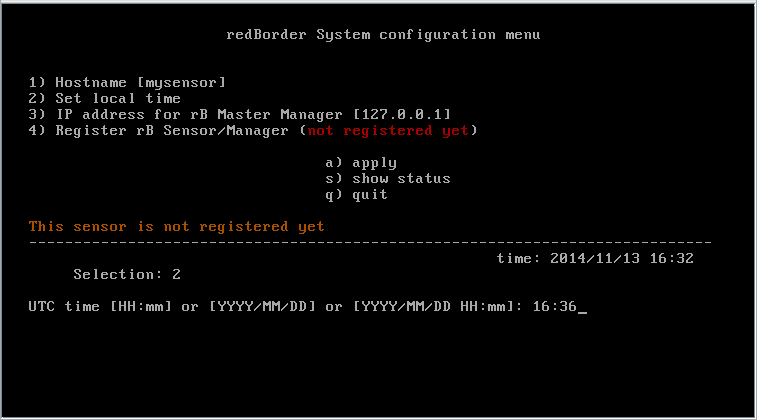 redBorder System configuration menu
1) Hostname [mysensor]
2) Set local time
3) IP address for rB Master Manager [127.0.0.1]
4) Register rB Sensor/Manager (not registered yet)
a) apply
s) show status
q) quit
This sensor is not registered yet
----------------------------------------------------------------------------
time: 2014/11/13 16:32
Selection: 2
UTC time [HH:mm] or [YYYY/MM/DD] or [YYYY/MM/DD HH:mm]: 16:36_